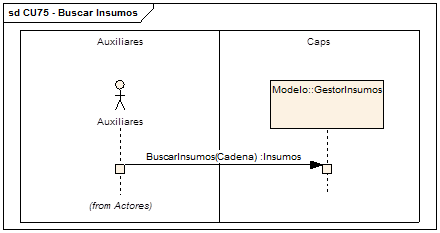 sd CU75 - Buscar Insumos
Auxiliares
Caps
Modelo::GestorInsumos
Auxiliares
BuscarInsumos(Cadena) :Insumos
(from Actores)